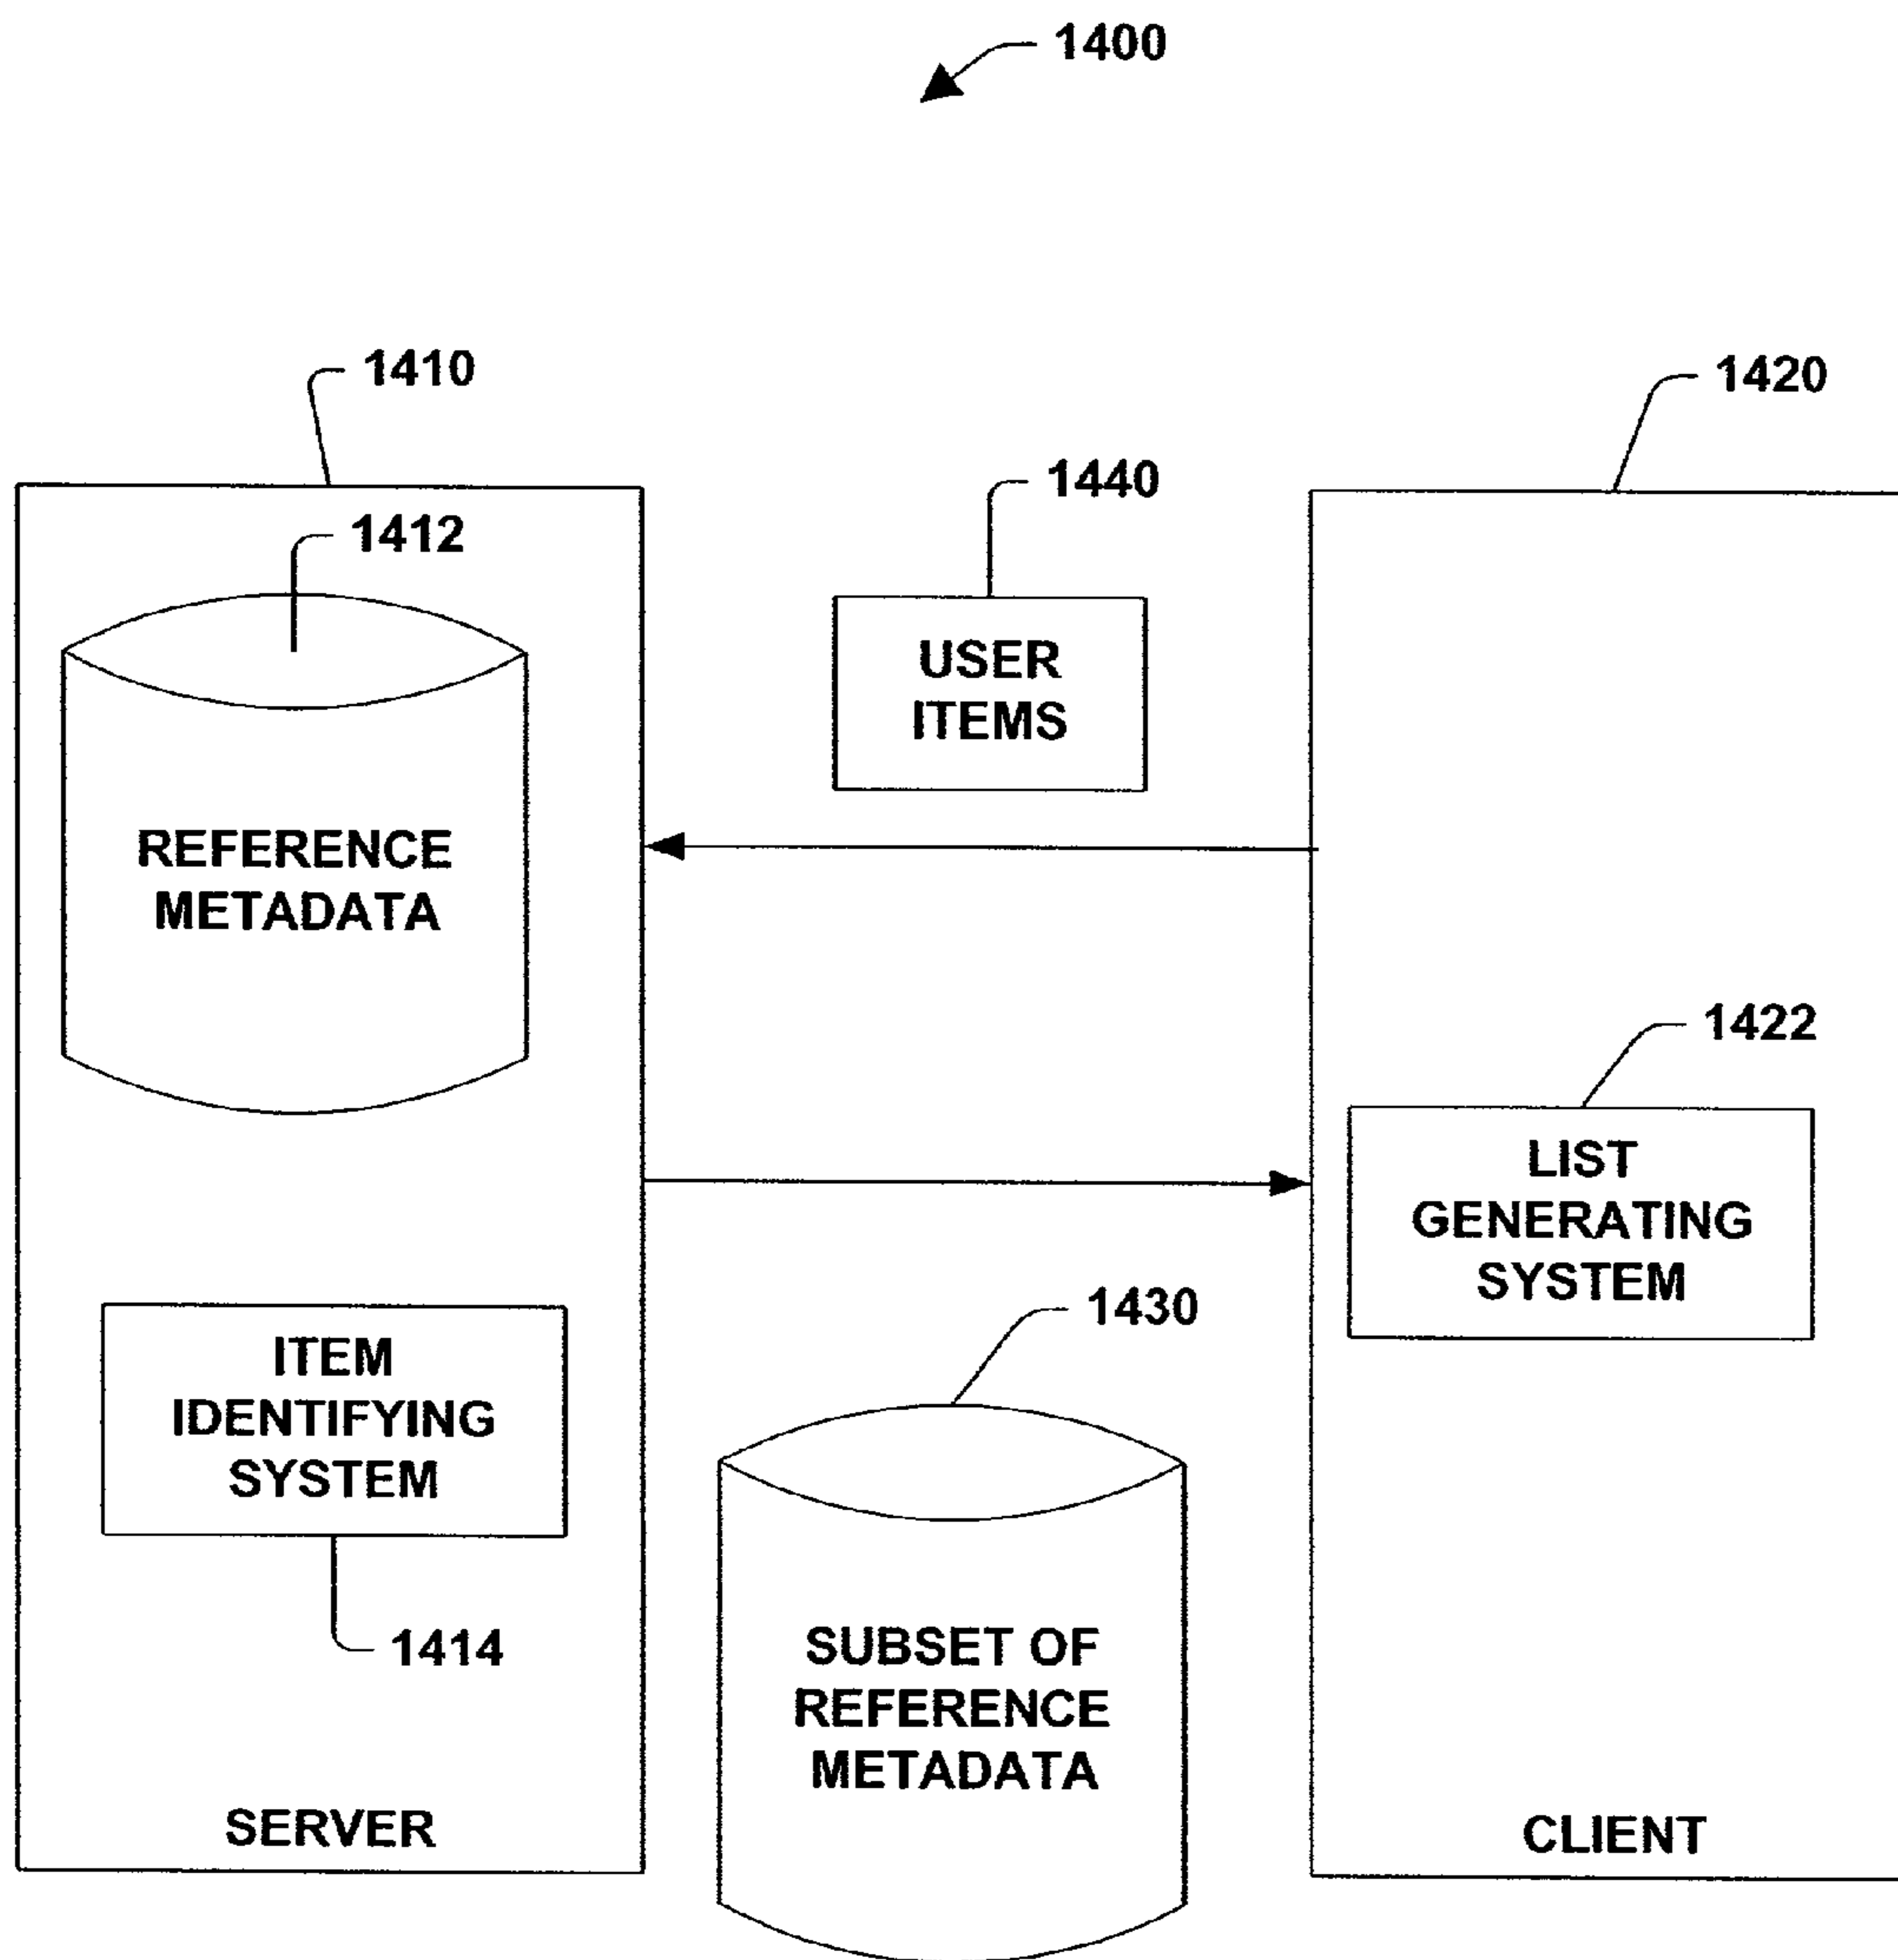 1400
1410
1420
1440
1412
USER
ITEMS
REFERENCE
METADATA
1422
LIST
GENERATING
SYSTEM
1430
ITEM
IDENTIFYING
SYSTEM
1414
SUBSET OF
REFERENCE
METADATA
SERVER
CLIENT